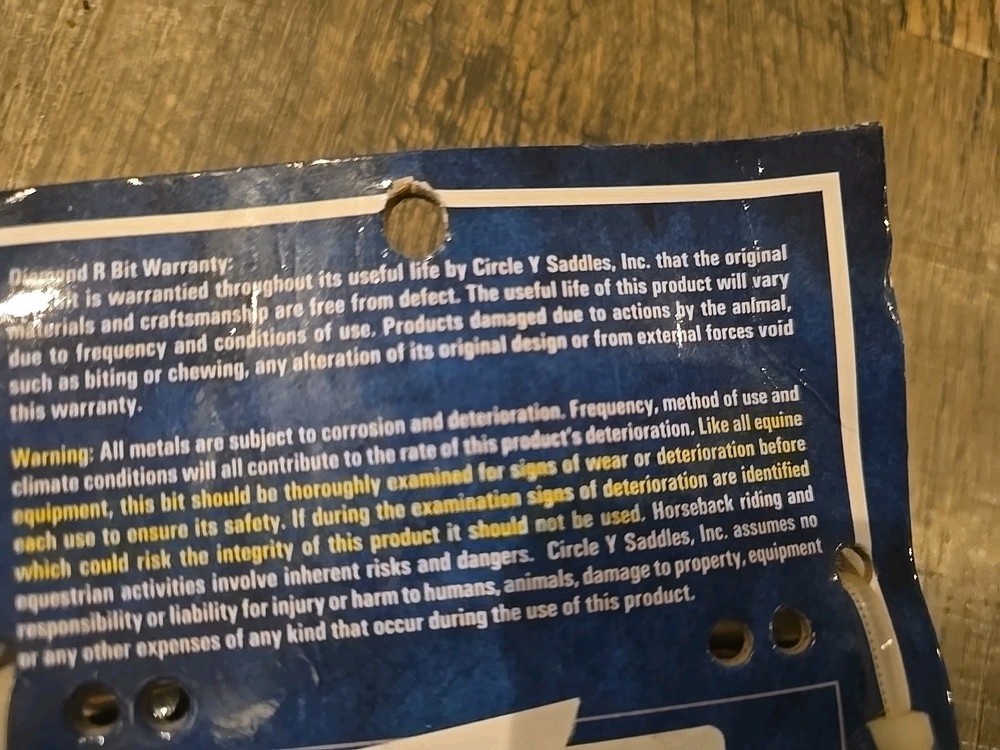 Diamond R Bit Warranty:
it is warrantied throughout its useful life by Circle Y Saddles, Inc. that the original
materials and craftsmanship are free from defect. The useful life of this product will vary
due to frequency and conditions of use. Products damaged due to actions by the animal,
such as biting or chewing, any alteration of its original design or from external forces void
this warranty.
Warning: All metals are subject to corrosion and deterioration. Frequency, method of use and
climate conditions will all contribute to the rate of this product's deterioration. Like all equine
equipment, this bit should be thoroughly examined for signs of wear or deterioration before
each use to ensure its safety. If during the examination signs of deterioration are identified
which could risk the integrity of this product it should not be used. Horseback riding and
equestrian activities involve inherent risks and dangers. Circle Y Saddles, Inc. assumes no
responsibility or liability for injury or harm to humans, animals, damage to property, equipment
or any other expenses of any kind that occur during the use of this product.